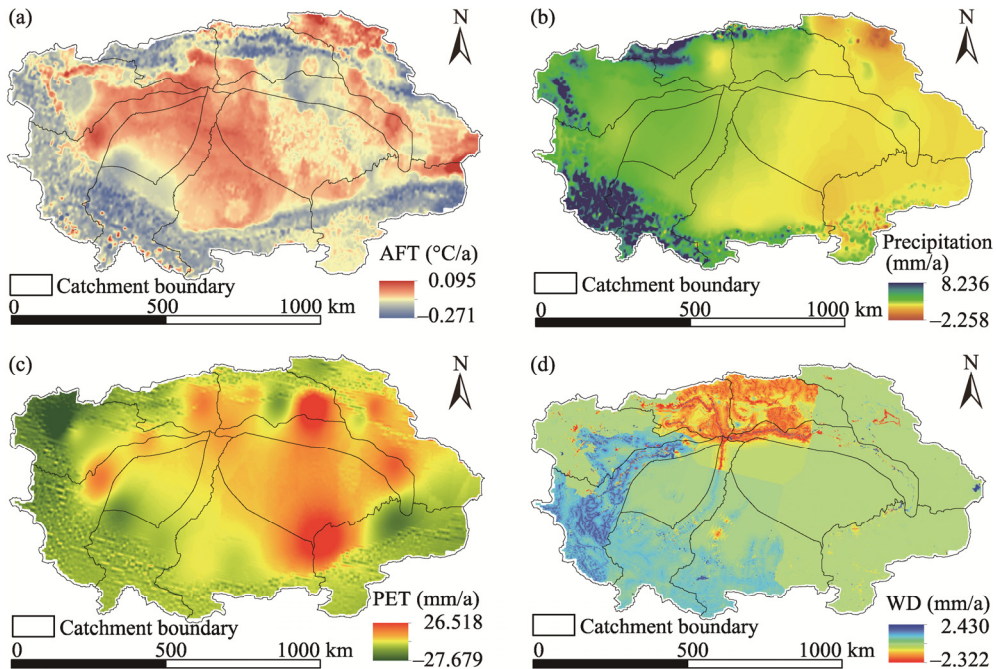 (a)
N
AFT (°C/a)
0.095
–0.271
Catchment boundary
0 500 1000 km
(b)
N
Precipitation
(mm/a)
8.236
–2.258
Catchment boundary
0 500 1000 km
(c)
N
PET (mm/a)
26.518
–27.679
Catchment boundary
0 500 1000 km
(d)
N
WD (mm/a)
2.430
–2.322
Catchment boundary
0 500 1000 km